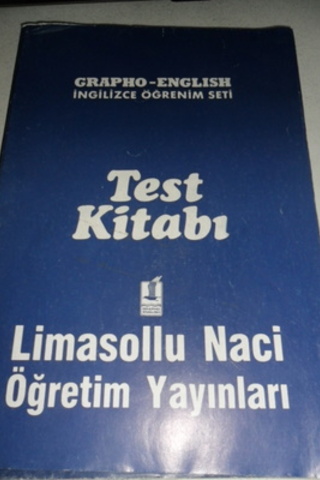 GRAPHO-ENGLISH
İNGİLİZCE ÖĞRENİM SETİ
Test
Kitabı
Limasollu Naci
Öğretim Yayınları